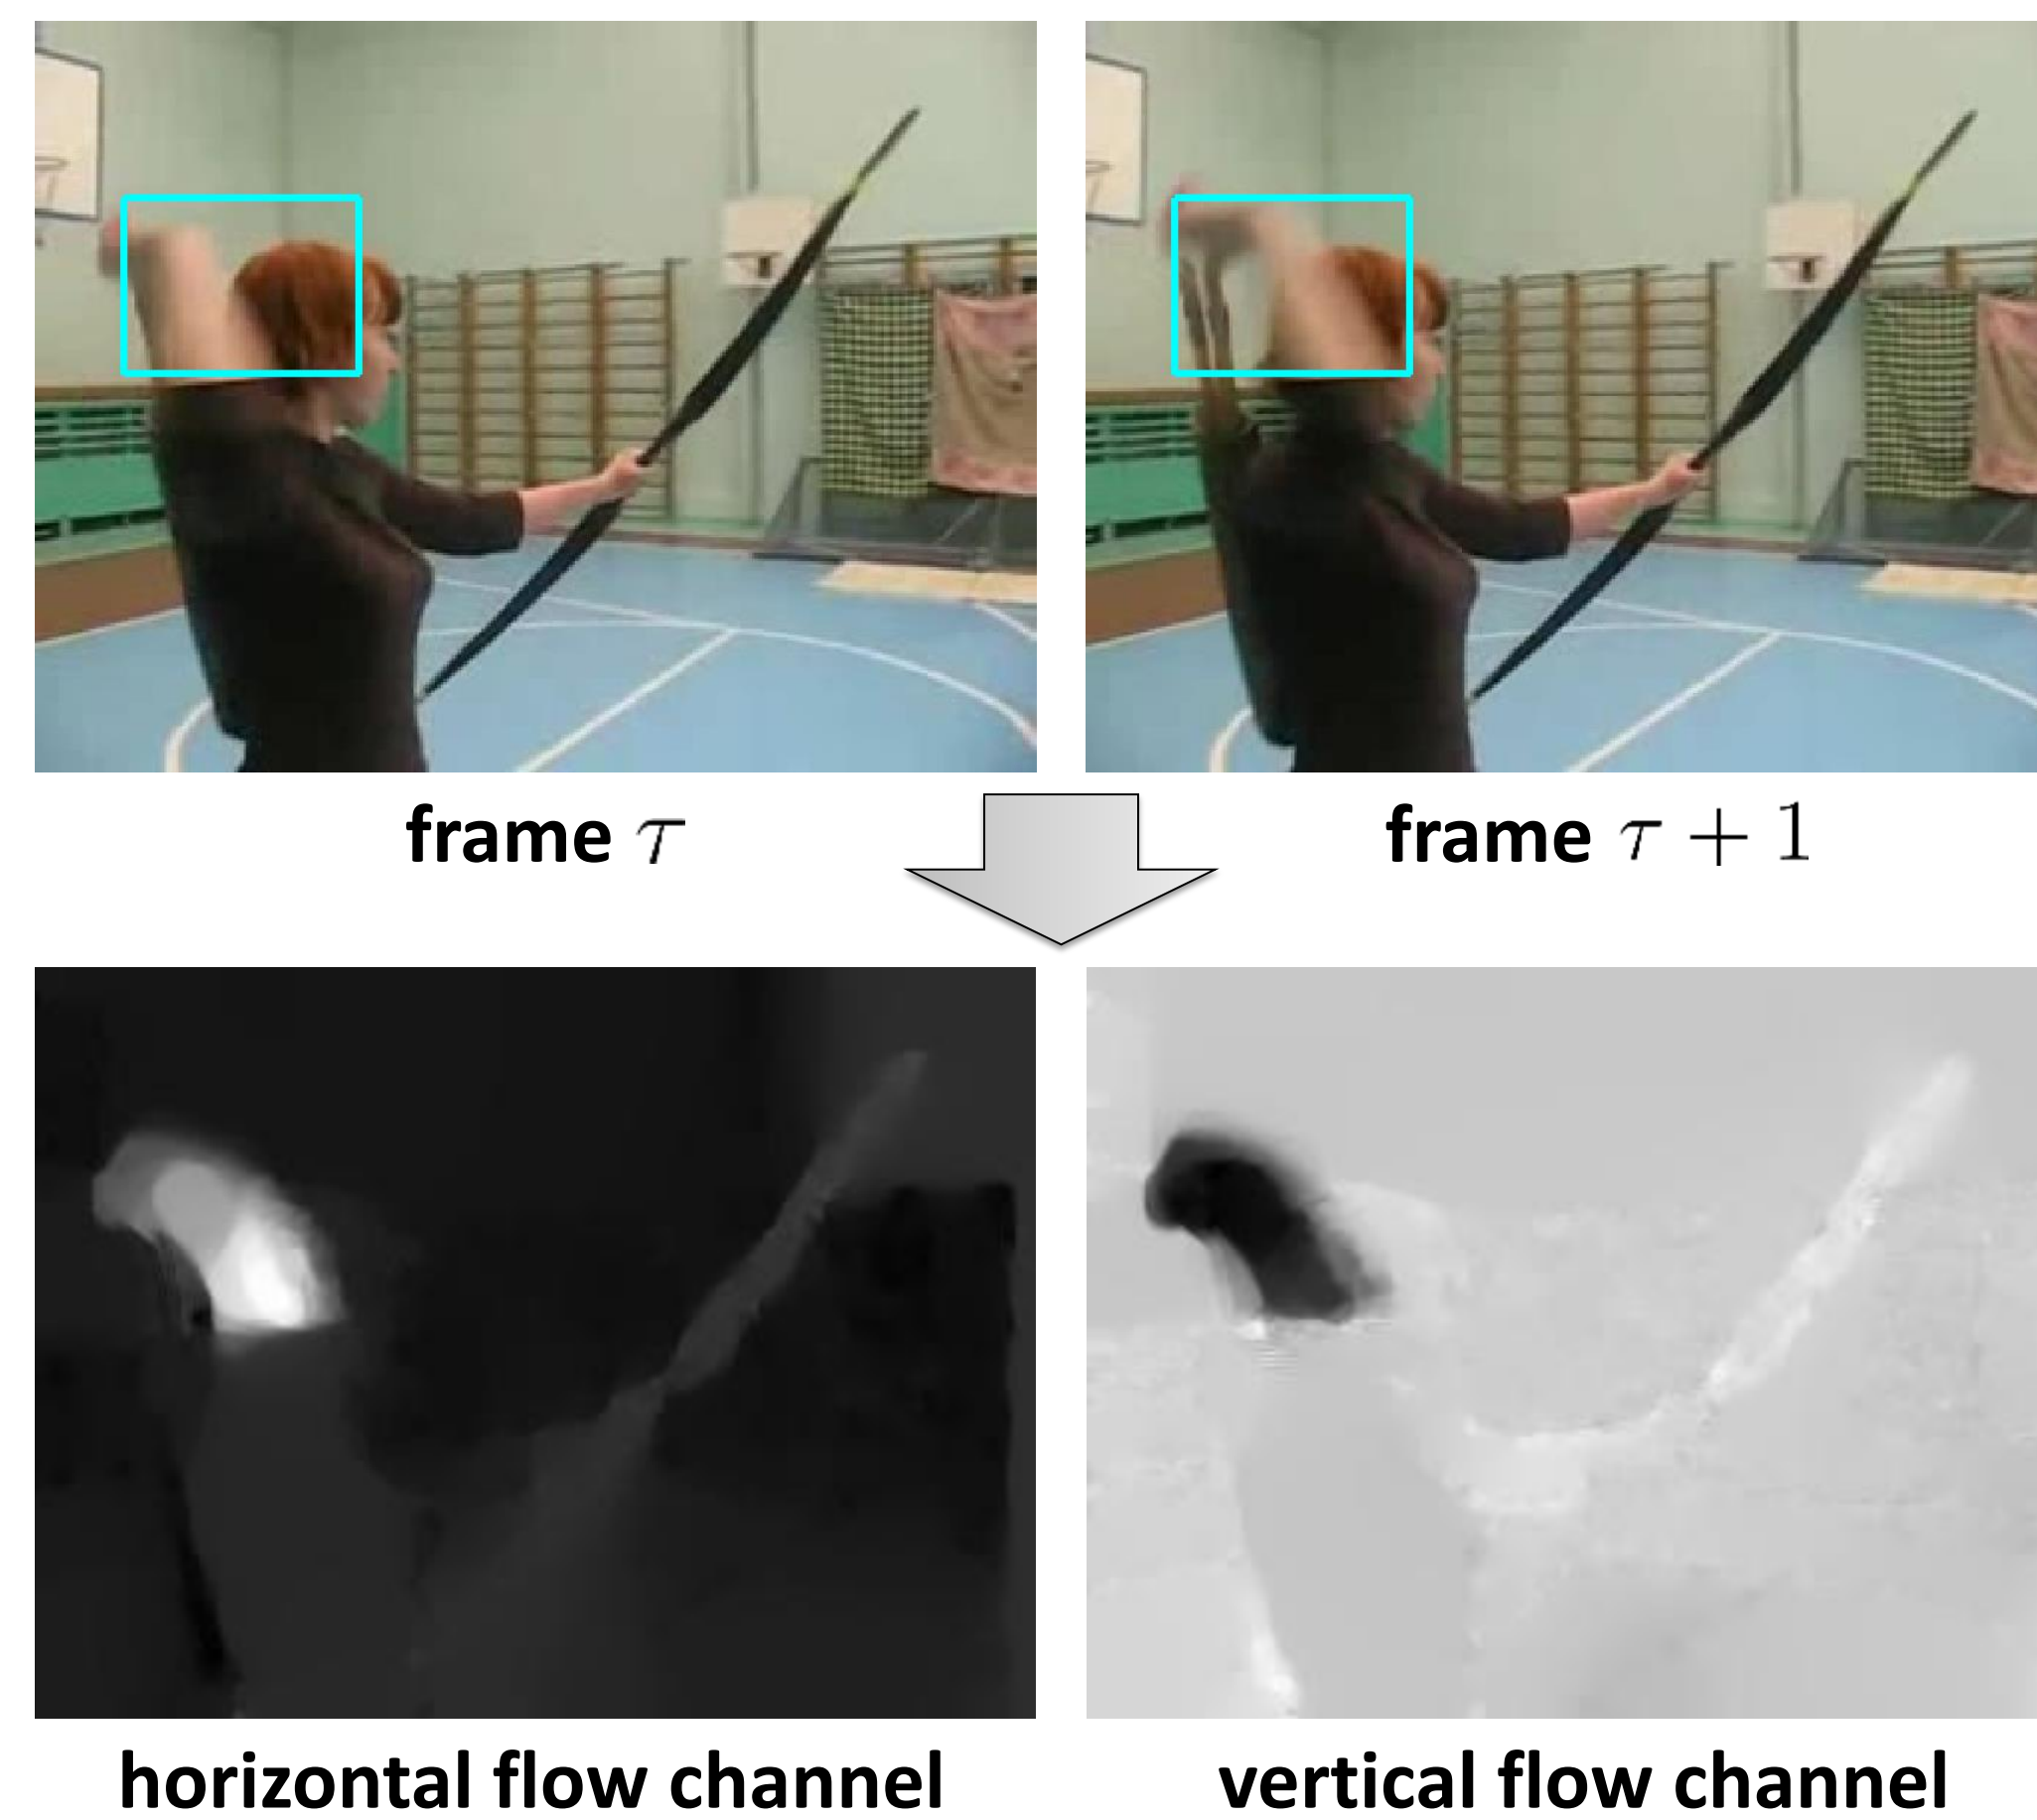 frame τ
frame τ + 1
horizontal flow channel
vertical flow channel